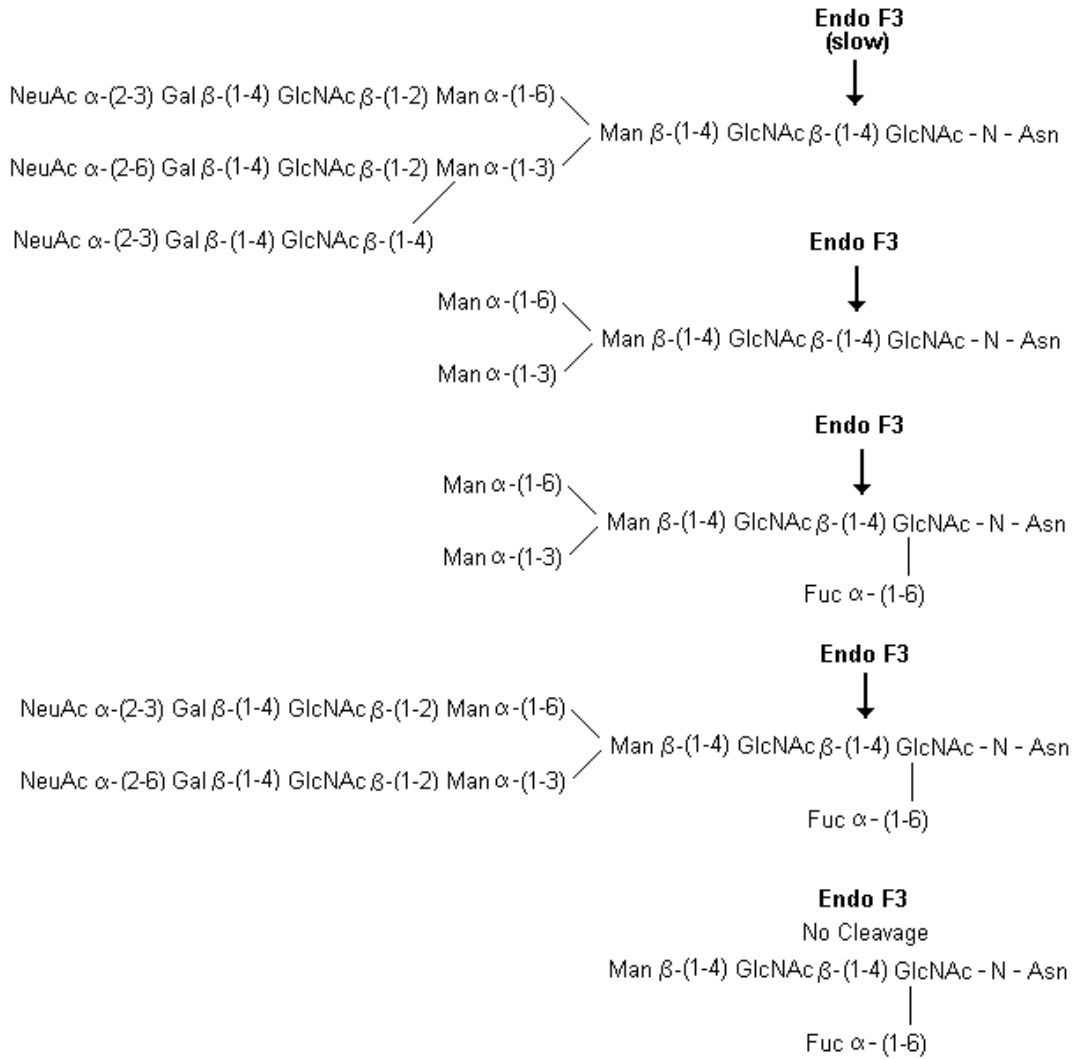 Endo F3
(slow)
NeuAc α-(2-3) Gal β-(1-4) GlcNAc β-(1-2) Man α-(1-6)
Man β-(1-4) GlcNAc β-(1-4) GlcNAc - N - Asn
NeuAc α-(2-6) Gal β-(1-4) GlcNAc β-(1-2) Man α-(1-3)
NeuAc α-(2-3) Gal β-(1-4) GlcNAc β-(1-4)
Endo F3
Man α-(1-6)
Man β-(1-4) GlcNAc β-(1-4) GlcNAc - N - Asn
Man α-(1-3)
Endo F3
Man α-(1-6)
Man β-(1-4) GlcNAc β-(1-4) GlcNAc - N - Asn
Man α-(1-3)
Fuc α-(1-6)
Endo F3
NeuAc α-(2-3) Gal β-(1-4) GlcNAc β-(1-2) Man α-(1-6)
Man β-(1-4) GlcNAc β-(1-4) GlcNAc - N - Asn
NeuAc α-(2-6) Gal β-(1-4) GlcNAc β-(1-2) Man α-(1-3)
Fuc α-(1-6)
Endo F3
No Cleavage
Man β-(1-4) GlcNAc β-(1-4) GlcNAc - N - Asn
Fuc α-(1-6)